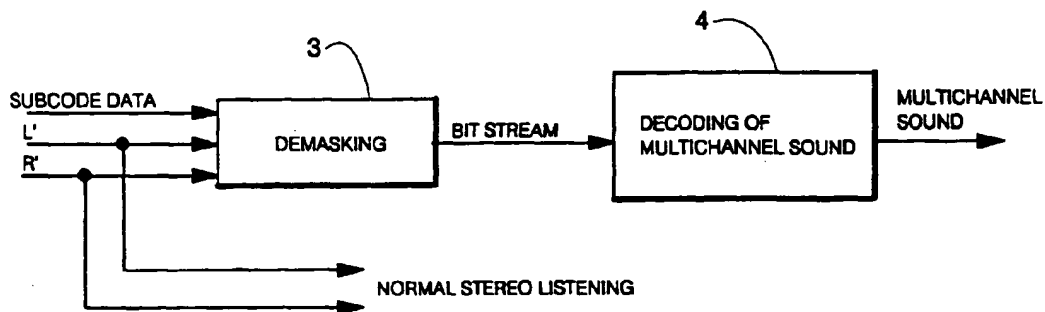 3
4
SUBCODE DATA
L'
R'
DEMASKING
BIT STREAM
DECODING OF
MULTICHANNEL SOUND
MULTICHANNEL
SOUND
NORMAL STEREO LISTENING